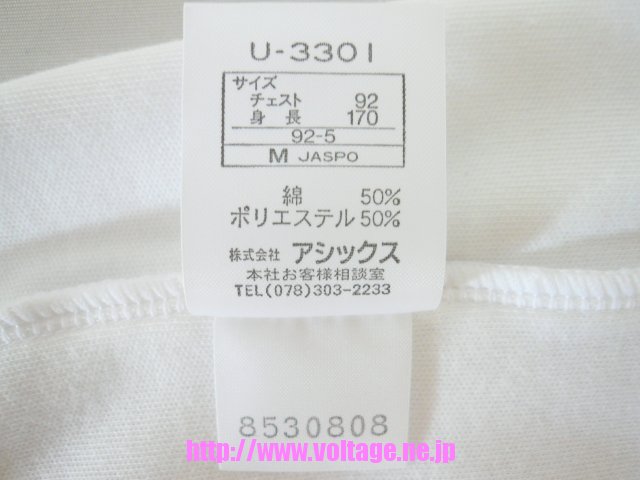 U-3301
サイズ
チェスト 92
身長 170
92-5
M JASPO
綿 50%
ポリエステル 50%
株式会社 アシックス
本社お客様相談室
TEL(078)303-2233
8530808
http://www.voltage.ne.jp